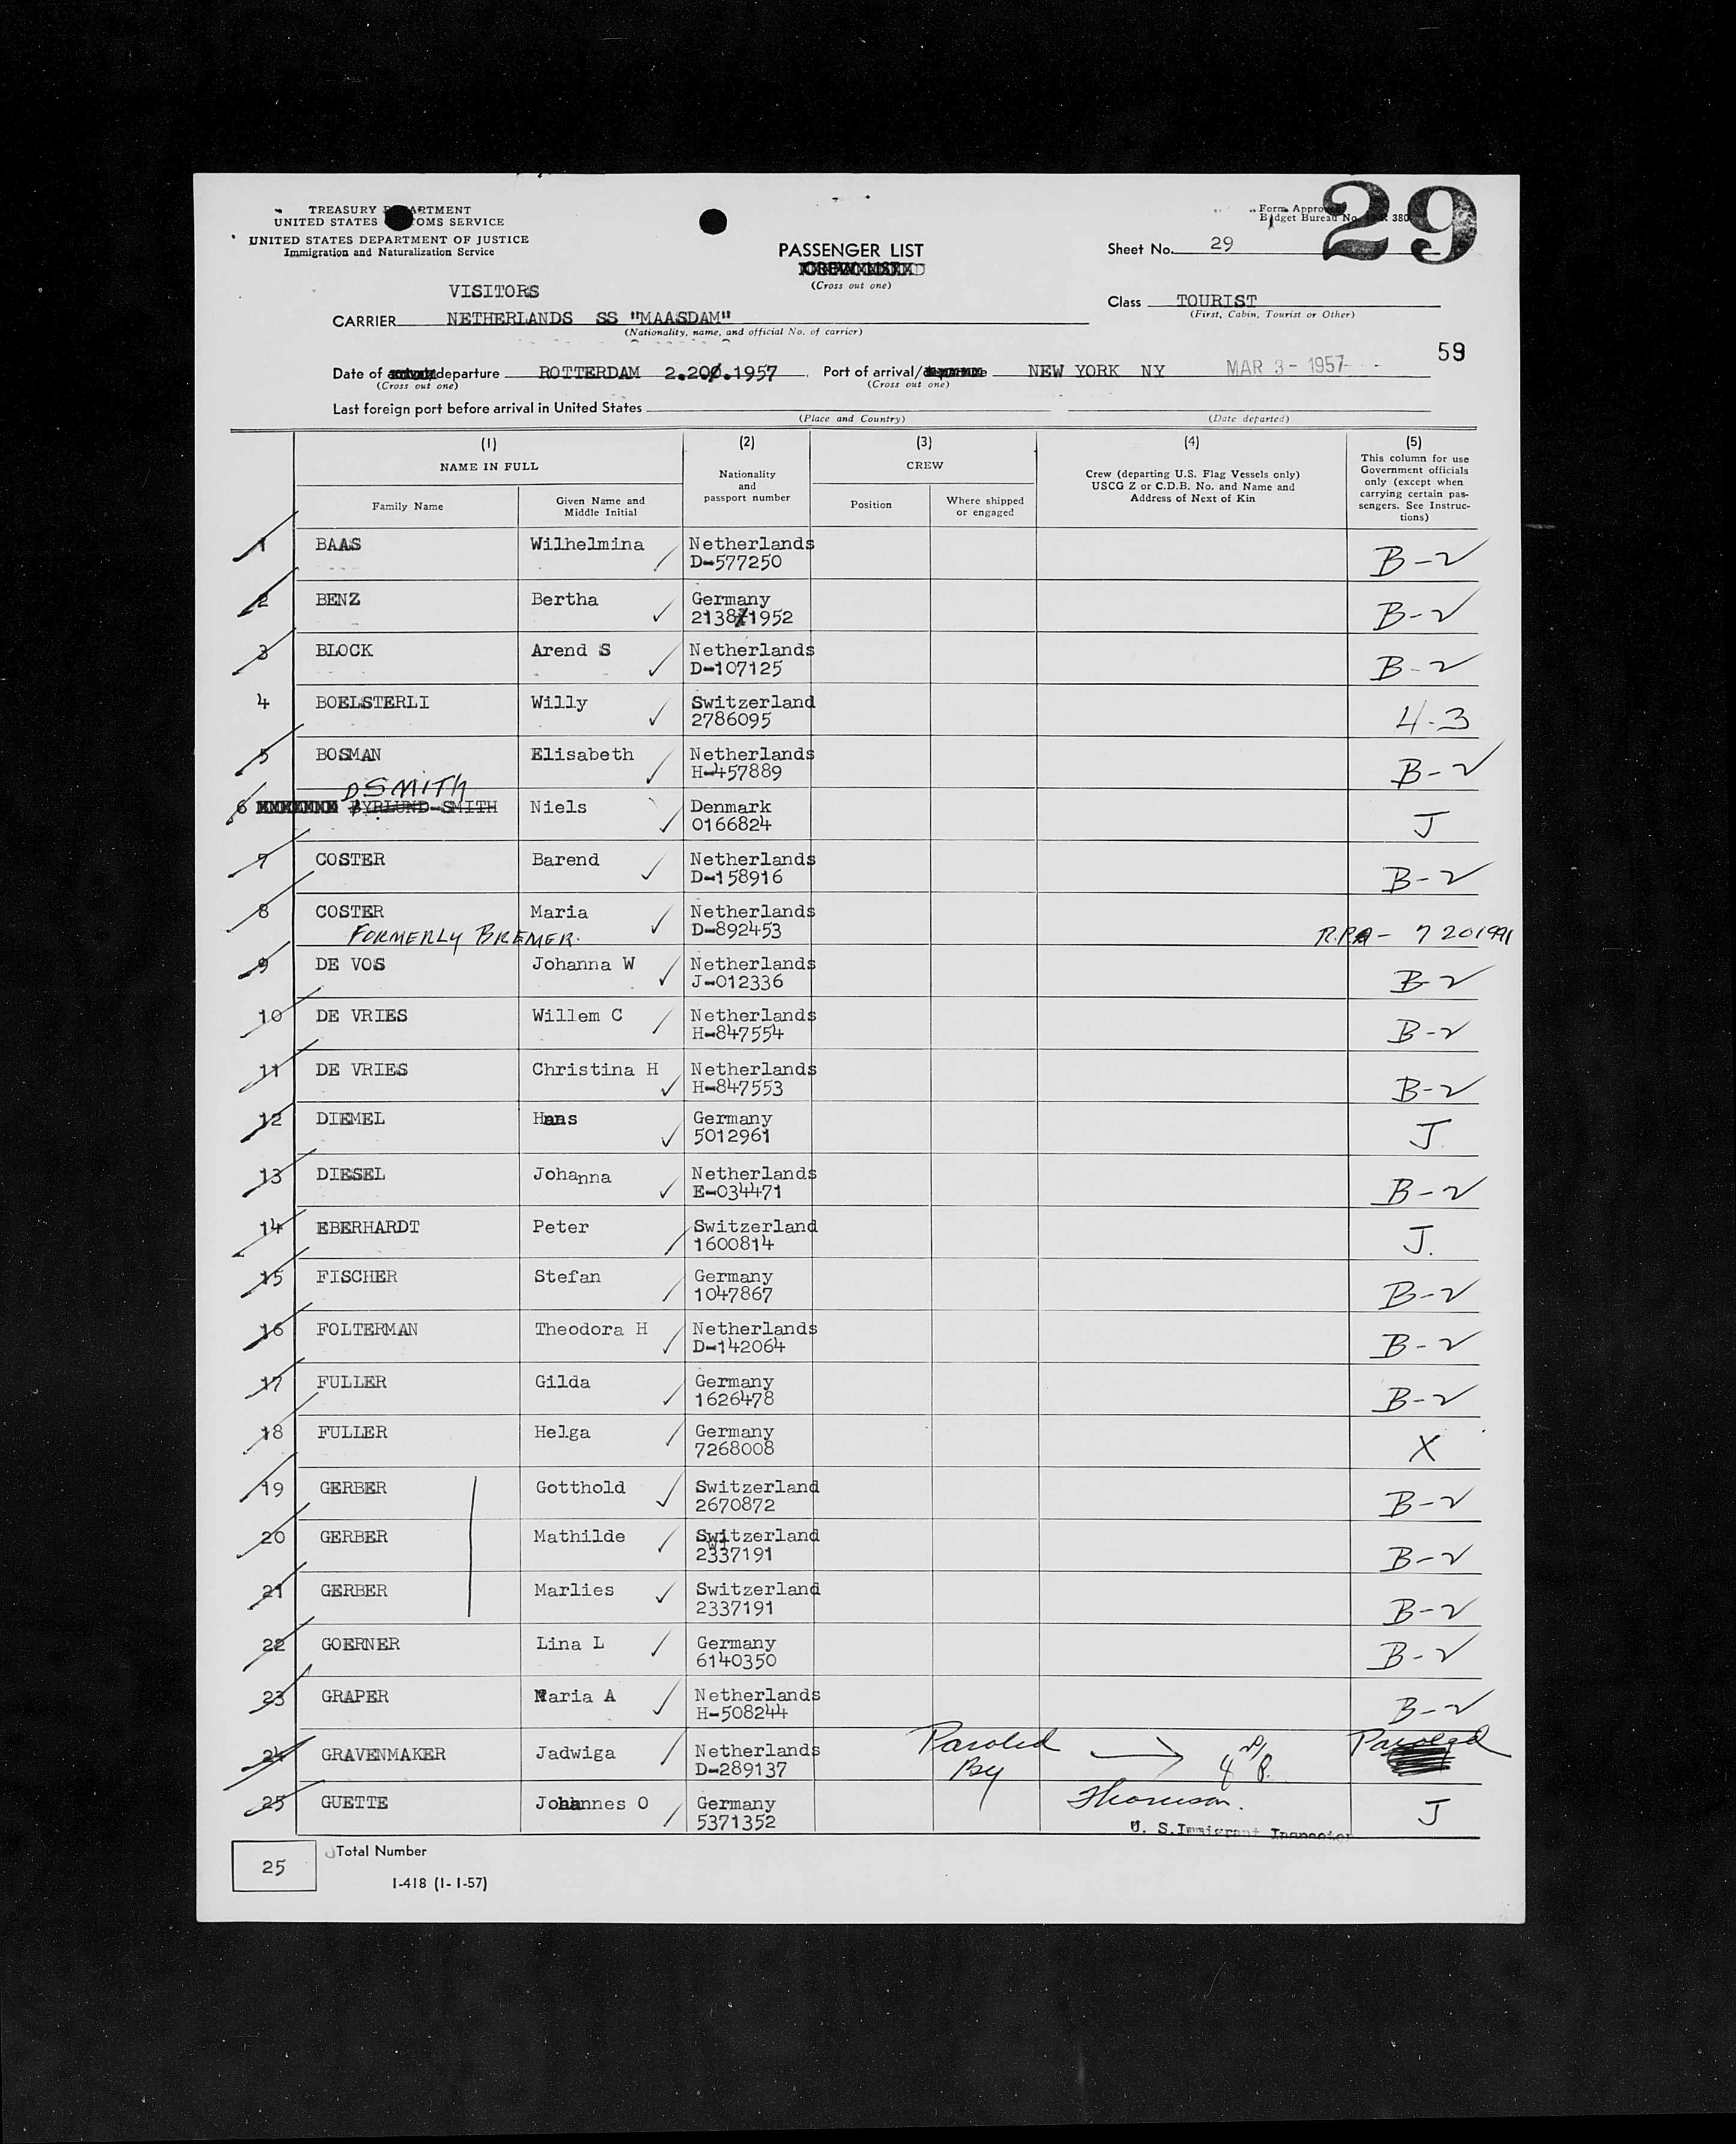 29
TREASURY DEPARTMENT
UNITED STATES CUSTOMS SERVICE
UNITED STATES DEPARTMENT OF JUSTICE
Immigration and Naturalization Service
Form Approved
Budget Bureau No.
PASSENGER LIST
CREW LIST
(Cross out one)
Sheet No. 29
VISITORS
CARRIER NETHERLANDS SS "MAASDAM"
(Nationality, name, and official No. of carrier)
Class TOURIST
(First, Cabin, Tourist or Other)
59
Date of departure ROTTERDAM 2.20.1957
(Cross out one)
Port of arrival/ NEW YORK NY MAR 3 - 1957
(Cross out one)
Last foreign port before arrival in United States
(Place and Country)
(Date departed)
(1) (2) (3) (4) (5)
NAME IN FULL
Family Name
Given Name and Middle Initial
Nationality and passport number
CREW
Position
Where shipped or engaged
Crew (departing U.S. Flag Vessels only) USCG Z or C.D.B. No. and Name and Address of Next of Kin
This column for use Government officials only (except when carrying certain passengers. See Instructions)
1 BAAS Wilhelmina Netherlands B-2
D-577250
2 BENZ Bertha Germany B-2
2138/1952
3 BLOCK Arend S Netherlands B-2
D-107125
4 BOELSTERLI Willy Switzerland 4-3
2786095
5 BOSMAN Elisabeth Netherlands B-2
H-457889
SMITH
6 BYRLUND-SMITH Niels Denmark J
0166824
7 COSTER Barend Netherlands B-2
D-158916
8 COSTER Maria Netherlands
FORMERLY BREMER. D-892453
9 DE VOS Johanna W Netherlands B-2
J-012336
10 DE VRIES Willem C Netherlands B-2
H-847554
11 DE VRIES Christina H Netherlands B-2
H-847553
12 DIEMEL Hans Germany J
5012961
13 DIESEL Johanna Netherlands B-2
E-034471
14 EBERHARDT Peter Switzerland J.
1600814
15 FISCHER Stefan Germany B-2
1047867
16 FOLTERMAN Theodora H Netherlands B-2
D-142064
17 FULLER Gilda Germany B-2
1626478
18 FULLER Helga Germany X
7268008
19 GERBER Gotthold Switzerland B-2
2670872
20 GERBER Mathilde Switzerland B-2
2337191
21 GERBER Marlies Switzerland B-2
2337191
22 GOERNER Lina L Germany B-2
6140350
23 GRAPER Maria A Netherlands B-2
H-508244
24 GRAVENMAKER Jadwiga Netherlands Paroled By Paroled
D-289137
25 GUETTE Johannes O Germany J
5371352
U. S. Immigrant Inspector
25 Total Number
I-418 (1-1-57)